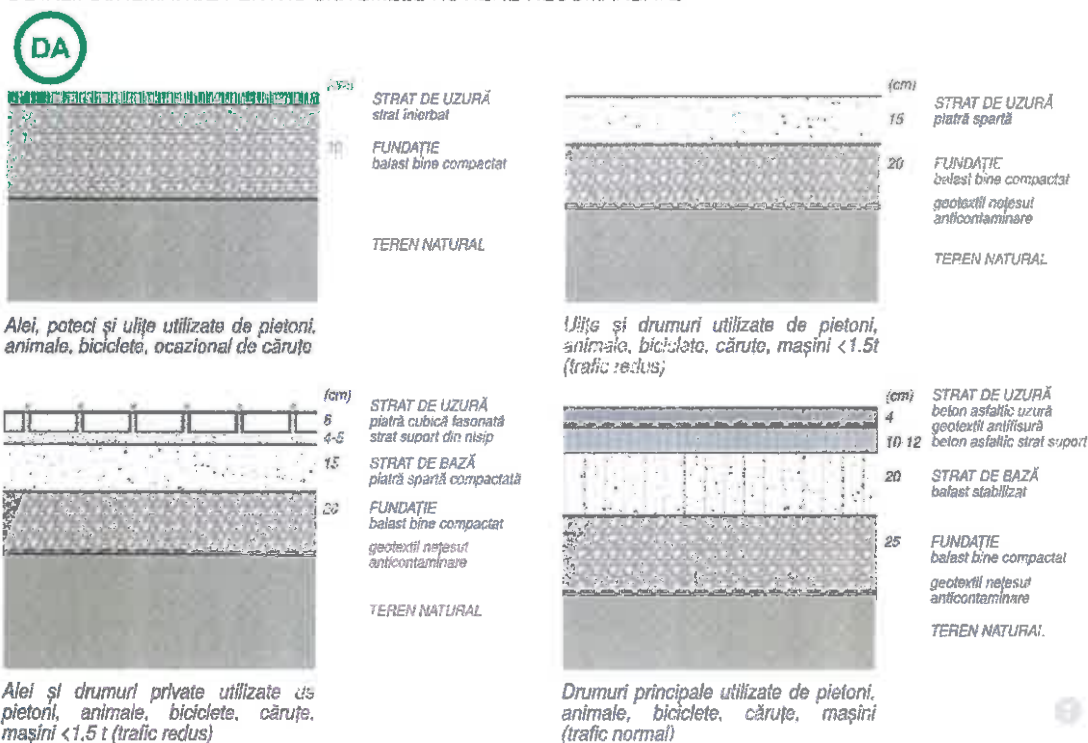 DA
STRAT DE UZURĂ
strat înierbat
FUNDAȚIE
balast bine compactat
TEREN NATURAL
Alei, poteci și ulițe utilizate de pietoni,
animale, biciclete, ocazional de căruțe
(cm)
15
STRAT DE UZURĂ
piatră spartă
20
FUNDAȚIE
balast bine compactat
geotextil nețesut
anticontaminare
TEREN NATURAL
Ulițe și drumuri utilizate de pietoni,
animale, biciclete, cărute, mașini <1.5t
(trafic redus)
(cm)
6
4-5
STRAT DE UZURĂ
piatră cubică fasonată
strat suport din nisip
15
STRAT DE BAZĂ
piatră spartă compactată
20
FUNDAȚIE
balast bine compactat
geotextil nețesut
anticontaminare
TEREN NATURAL
Alei și drumuri private utilizate de
pietoni, animale, biciclete, căruțe,
mașini <1,5 t (trafic redus)
(cm)
4
10 12
STRAT DE UZURĂ
beton asfaltic uzură
geotextil antifisură
beton asfaltic strat suport
20
STRAT DE BAZĂ
balast stabilizat
25
FUNDAȚIE
balast bine compactat
geotextil nețesut
anticontaminare
TEREN NATURAL
Drumuri principale utilizate de pietoni,
animale, biciclete, căruțe, mașini
(trafic normal)